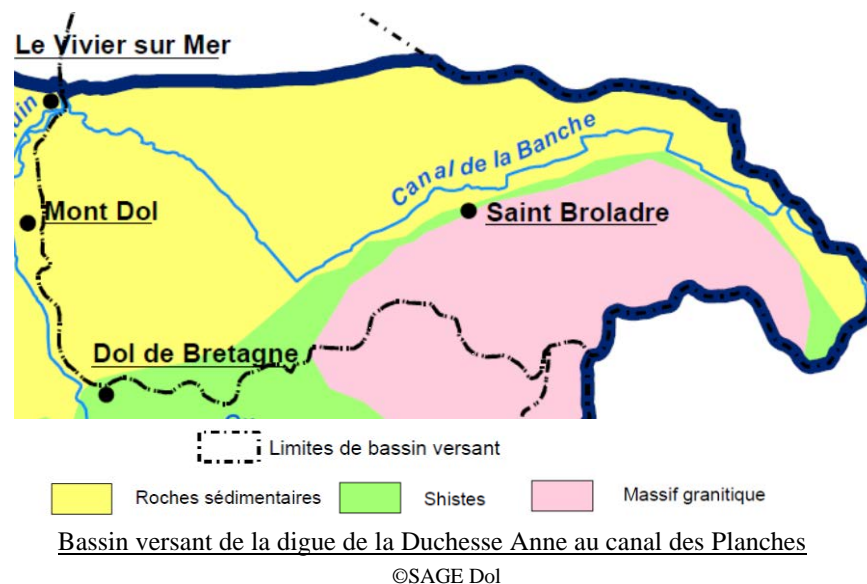 Le Vivier sur Mer
Canal de la Banche
Mont Dol
Saint Broladre
Dol de Bretagne
Limites de bassin versant
Roches sédimentaires
Shistes
Massif granitique
Bassin versant de la digue de la Duchesse Anne au canal des Planches
©SAGE Dol